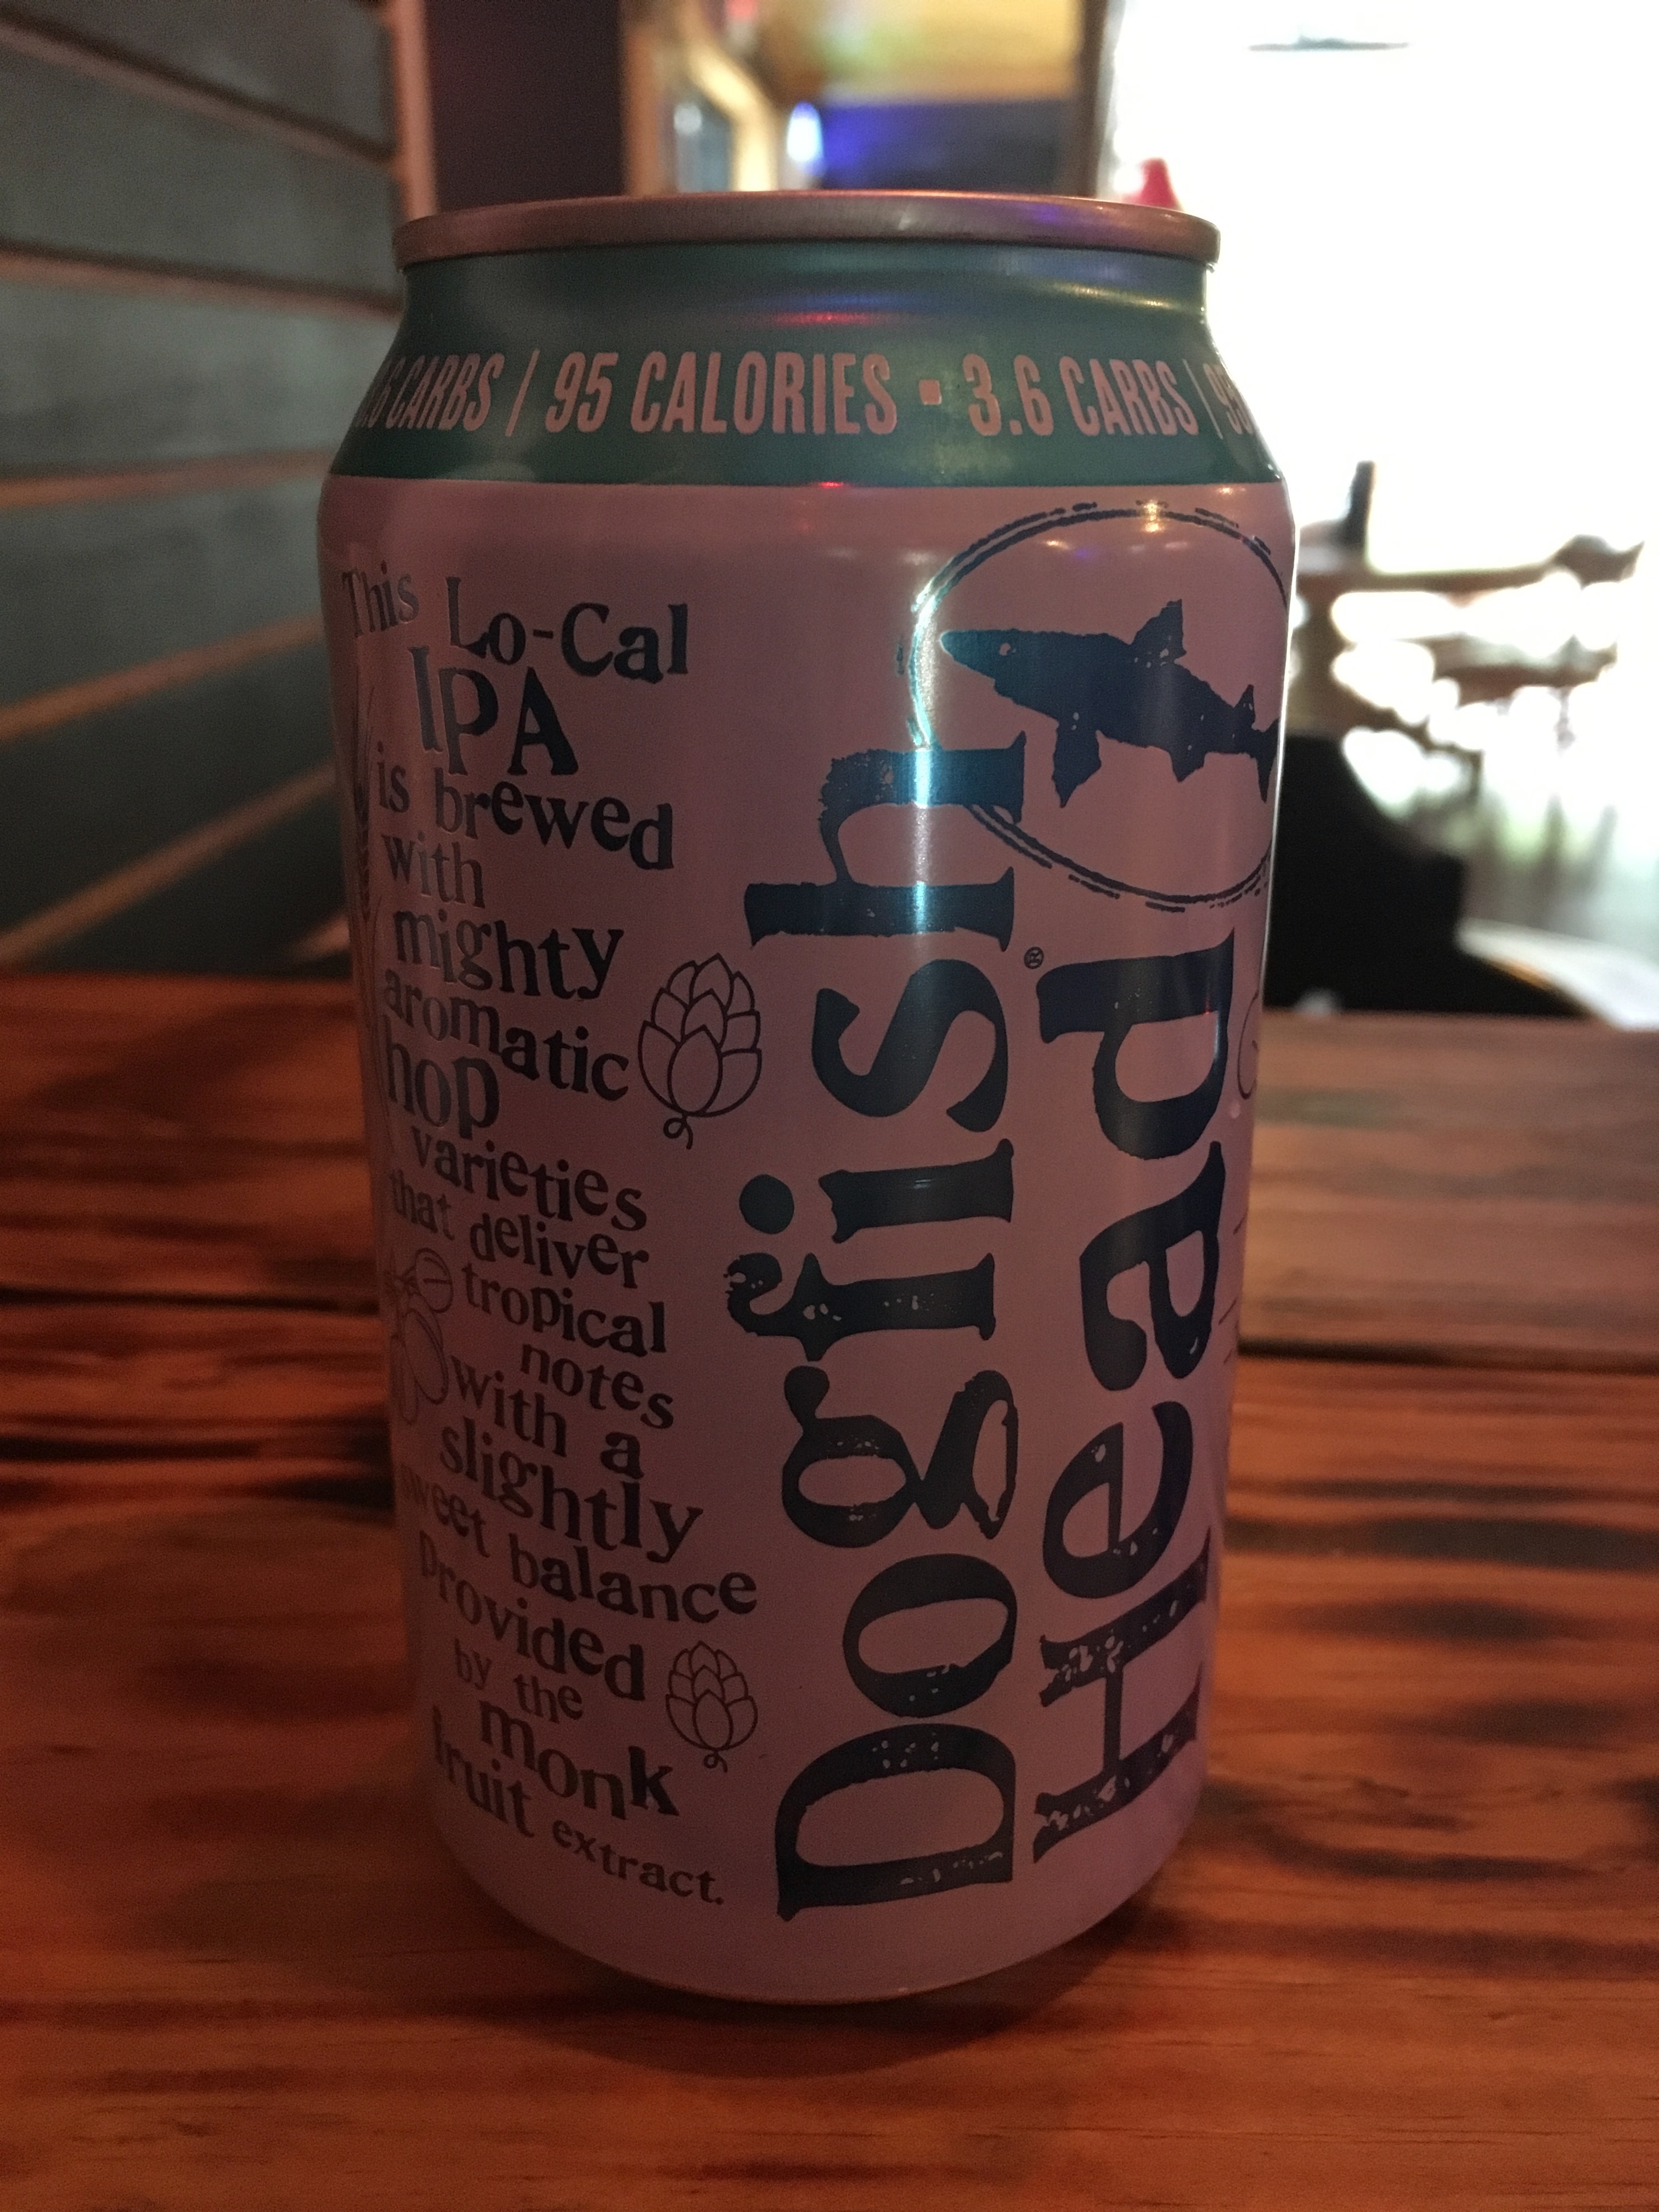 CARBS | 95 CALORIES • 3.6 CARBS |
This Lo-Cal
IPA
is brewed
with
mighty
aromatic
hop
varieties
that deliver
tropical
notes
with a
slightly
sweet balance
provided
by the
monk
fruit extract.
Dogfish
Head
®